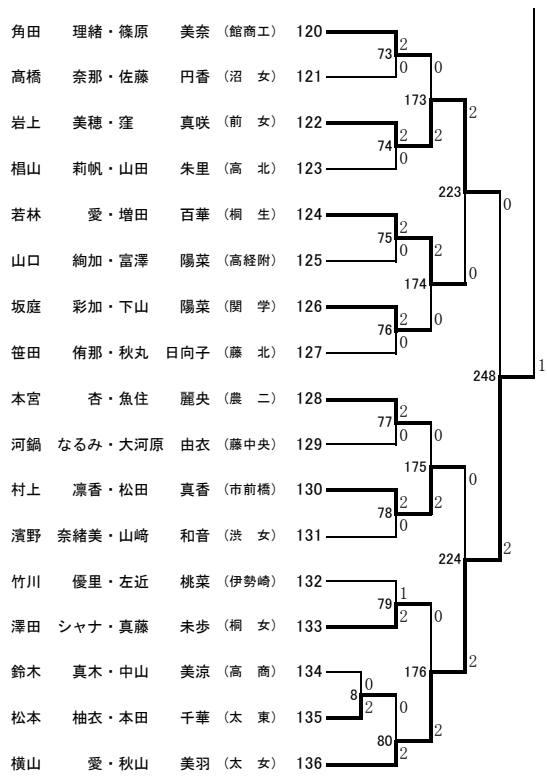 角田 理緒・篠原 美奈 (館商工) 120
髙橋 奈那・佐藤 円香 (沼 女) 121
岩上 美穂・窪 真咲 (前 女) 122
椙山 莉帆・山田 朱里 (高 北) 123
若林 愛・増田 百華 (桐 生) 124
山口 絢加・富澤 陽菜 (高経附) 125
坂庭 彩加・下山 陽菜 (関 学) 126
笹田 侑那・秋丸 日向子 (藤 北) 127
本宮 杏・魚住 麗央 (農 二) 128
河鍋 なるみ・大河原 由衣 (藤中央) 129
村上 凛香・松田 真香 (市前橋) 130
濱野 奈緒美・山﨑 和音 (渋 女) 131
竹川 優里・左近 桃菜 (伊勢崎) 132
澤田 シャナ・真藤 未歩 (桐 女) 133
鈴木 真木・中山 美涼 (高 商) 134
松本 柚衣・本田 千華 (太 東) 135
横山 愛・秋山 美羽 (太 女) 136
73 2 0
74 2 0
75 2 0
76 2 0
77 2 0
78 2 0
79 1 2
8 0 2
80 0 2
173 0 2
174 2 0
175 0 2
176 0 2
223 2 0
224 0 2
248 0 2
1